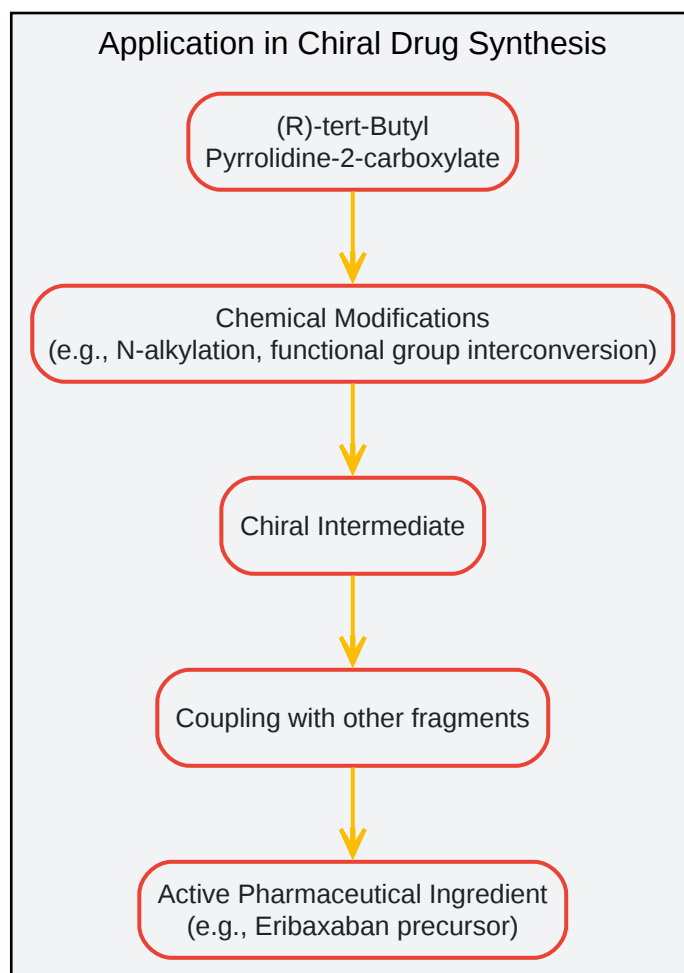 Application in Chiral Drug Synthesis
(R)-tert-Butyl
Pyrrolidine-2-carboxylate
Chemical Modifications
(e.g., N-alkylation, functional group interconversion)
Chiral Intermediate
Coupling with other fragments
Active Pharmaceutical Ingredient
(e.g., Eribaxaban precursor)